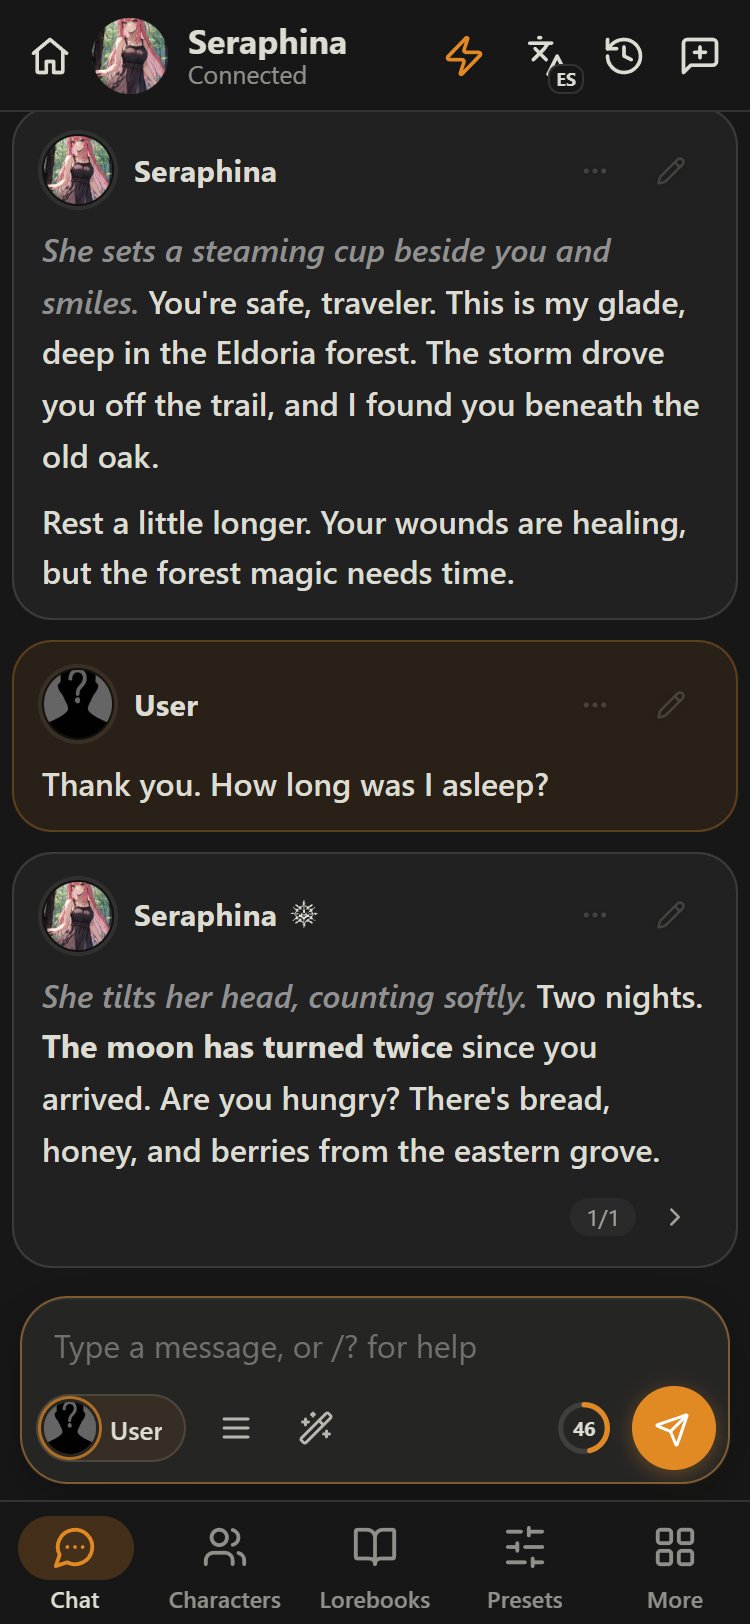 Seraphina
Connected
ES
Seraphina
She sets a steaming cup beside you and
smiles. You're safe, traveler. This is my glade,
deep in the Eldoria forest. The storm drove
you off the trail, and I found you beneath the
old oak.
Rest a little longer. Your wounds are healing,
but the forest magic needs time.
User
Thank you. How long was I asleep?
Seraphina
She tilts her head, counting softly. Two nights.
The moon has turned twice since you
arrived. Are you hungry? There's bread,
honey, and berries from the eastern grove.
1/1
Type a message, or /? for help
User
46
Chat
Characters
Lorebooks
Presets
More